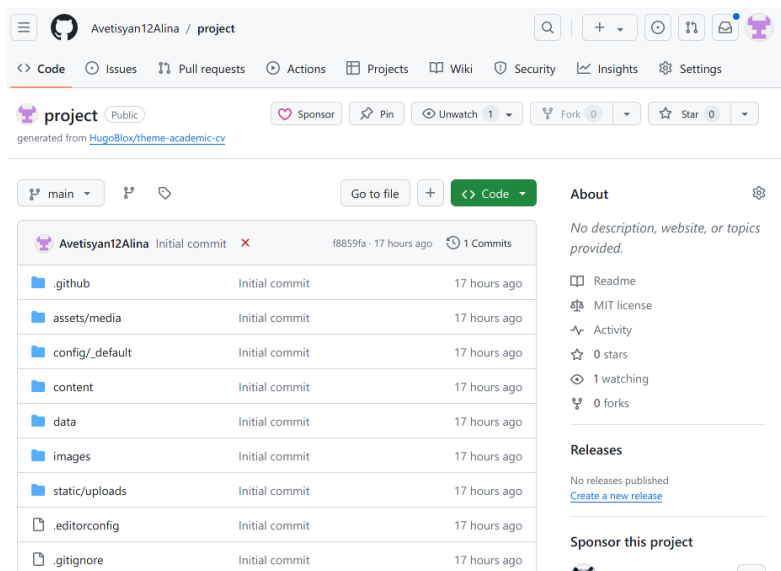 Avetisyan12Alina / project
Code Issues Pull requests Actions Projects Wiki Security Insights Settings
project Public
Sponsor Pin Unwatch 1 Fork 0 Star 0
generated from HugoBlox/theme-academic-cv
main Go to file Code
Avetisyan12Alina Initial commit f8859fa · 17 hours ago 1 Commits
.github Initial commit 17 hours ago
assets/media Initial commit 17 hours ago
config/_default Initial commit 17 hours ago
content Initial commit 17 hours ago
data Initial commit 17 hours ago
images Initial commit 17 hours ago
static/uploads Initial commit 17 hours ago
.editorconfig Initial commit 17 hours ago
.gitignore Initial commit 17 hours ago
About
No description, website, or topics
provided.
Readme
MIT license
Activity
0 stars
1 watching
0 forks
Releases
No releases published
Create a new release
Sponsor this project